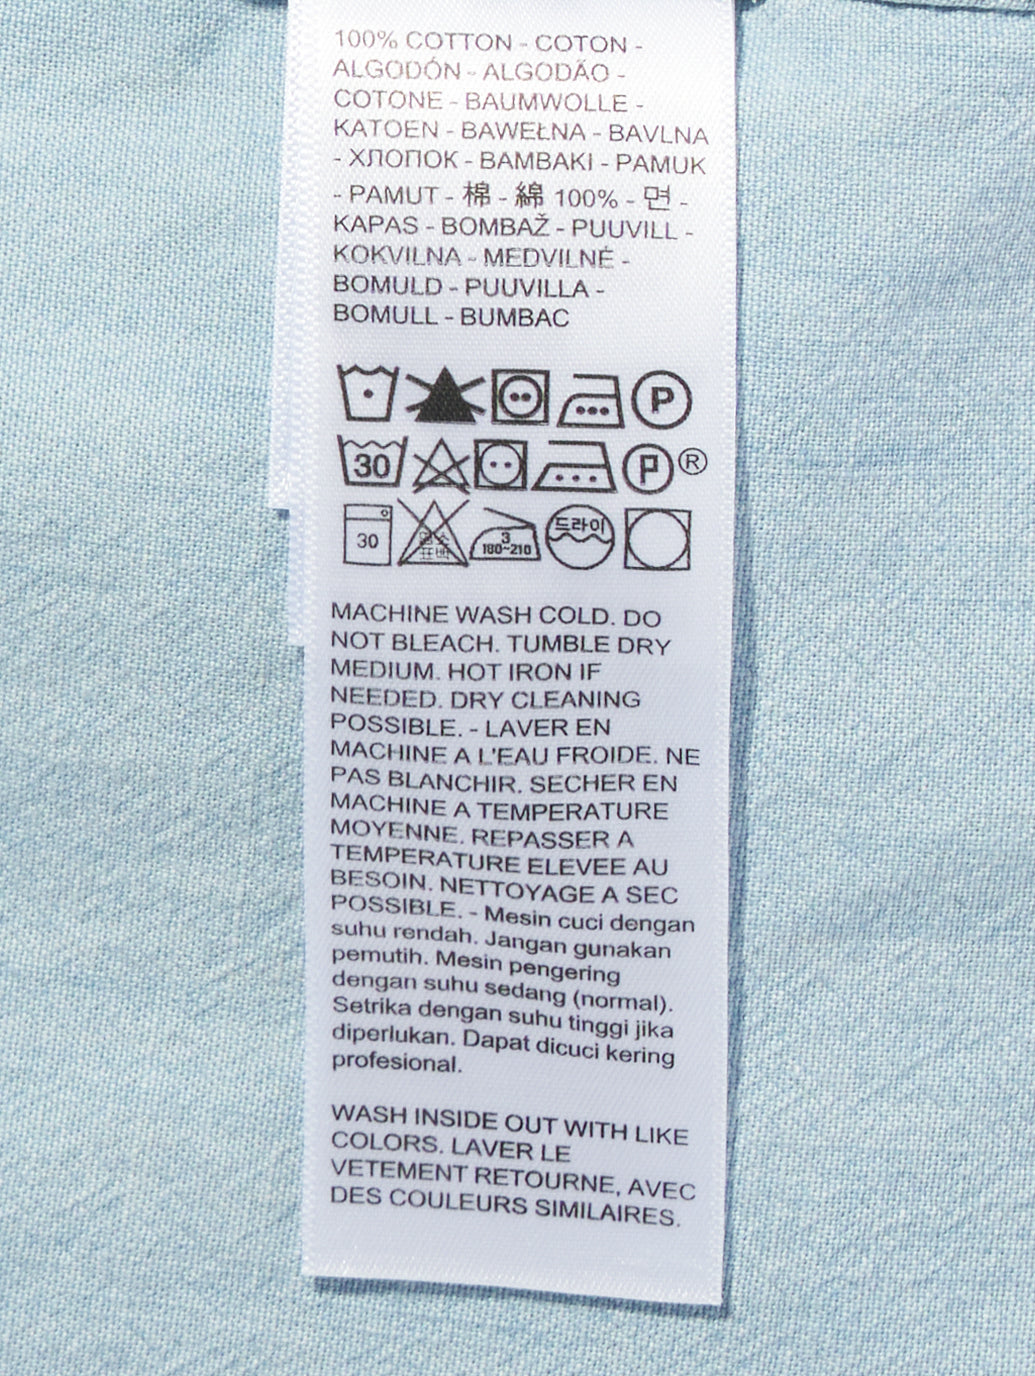 100% COTTON - COTON -
ALGODÓN - ALGODÃO -
COTONE - BAUMWOLLE -
KATOEN - BAWEŁNA - BAVLNA
- ХЛОПОК - BAMBAKI - PAMUK
- PAMUT - 棉 - 綿 100% - 면 -
KAPAS - BOMBAŽ - PUUVILL -
KOKVILNA - MEDVILNÉ -
BOMULD - PUUVILLA -
BOMULL - BUMBAC
P
30 P ®
30 염소 표백 3 180~210 드라이
MACHINE WASH COLD. DO
NOT BLEACH. TUMBLE DRY
MEDIUM. HOT IRON IF
NEEDED. DRY CLEANING
POSSIBLE. - LAVER EN
MACHINE A L'EAU FROIDE. NE
PAS BLANCHIR. SECHER EN
MACHINE A TEMPERATURE
MOYENNE. REPASSER A
TEMPERATURE ELEVEE AU
BESOIN. NETTOYAGE A SEC
POSSIBLE. - Mesin cuci dengan
suhu rendah. Jangan gunakan
pemutih. Mesin pengering
dengan suhu sedang (normal).
Setrika dengan suhu tinggi jika
diperlukan. Dapat dicuci kering
profesional.
WASH INSIDE OUT WITH LIKE
COLORS. LAVER LE
VETEMENT RETOURNE, AVEC
DES COULEURS SIMILAIRES.